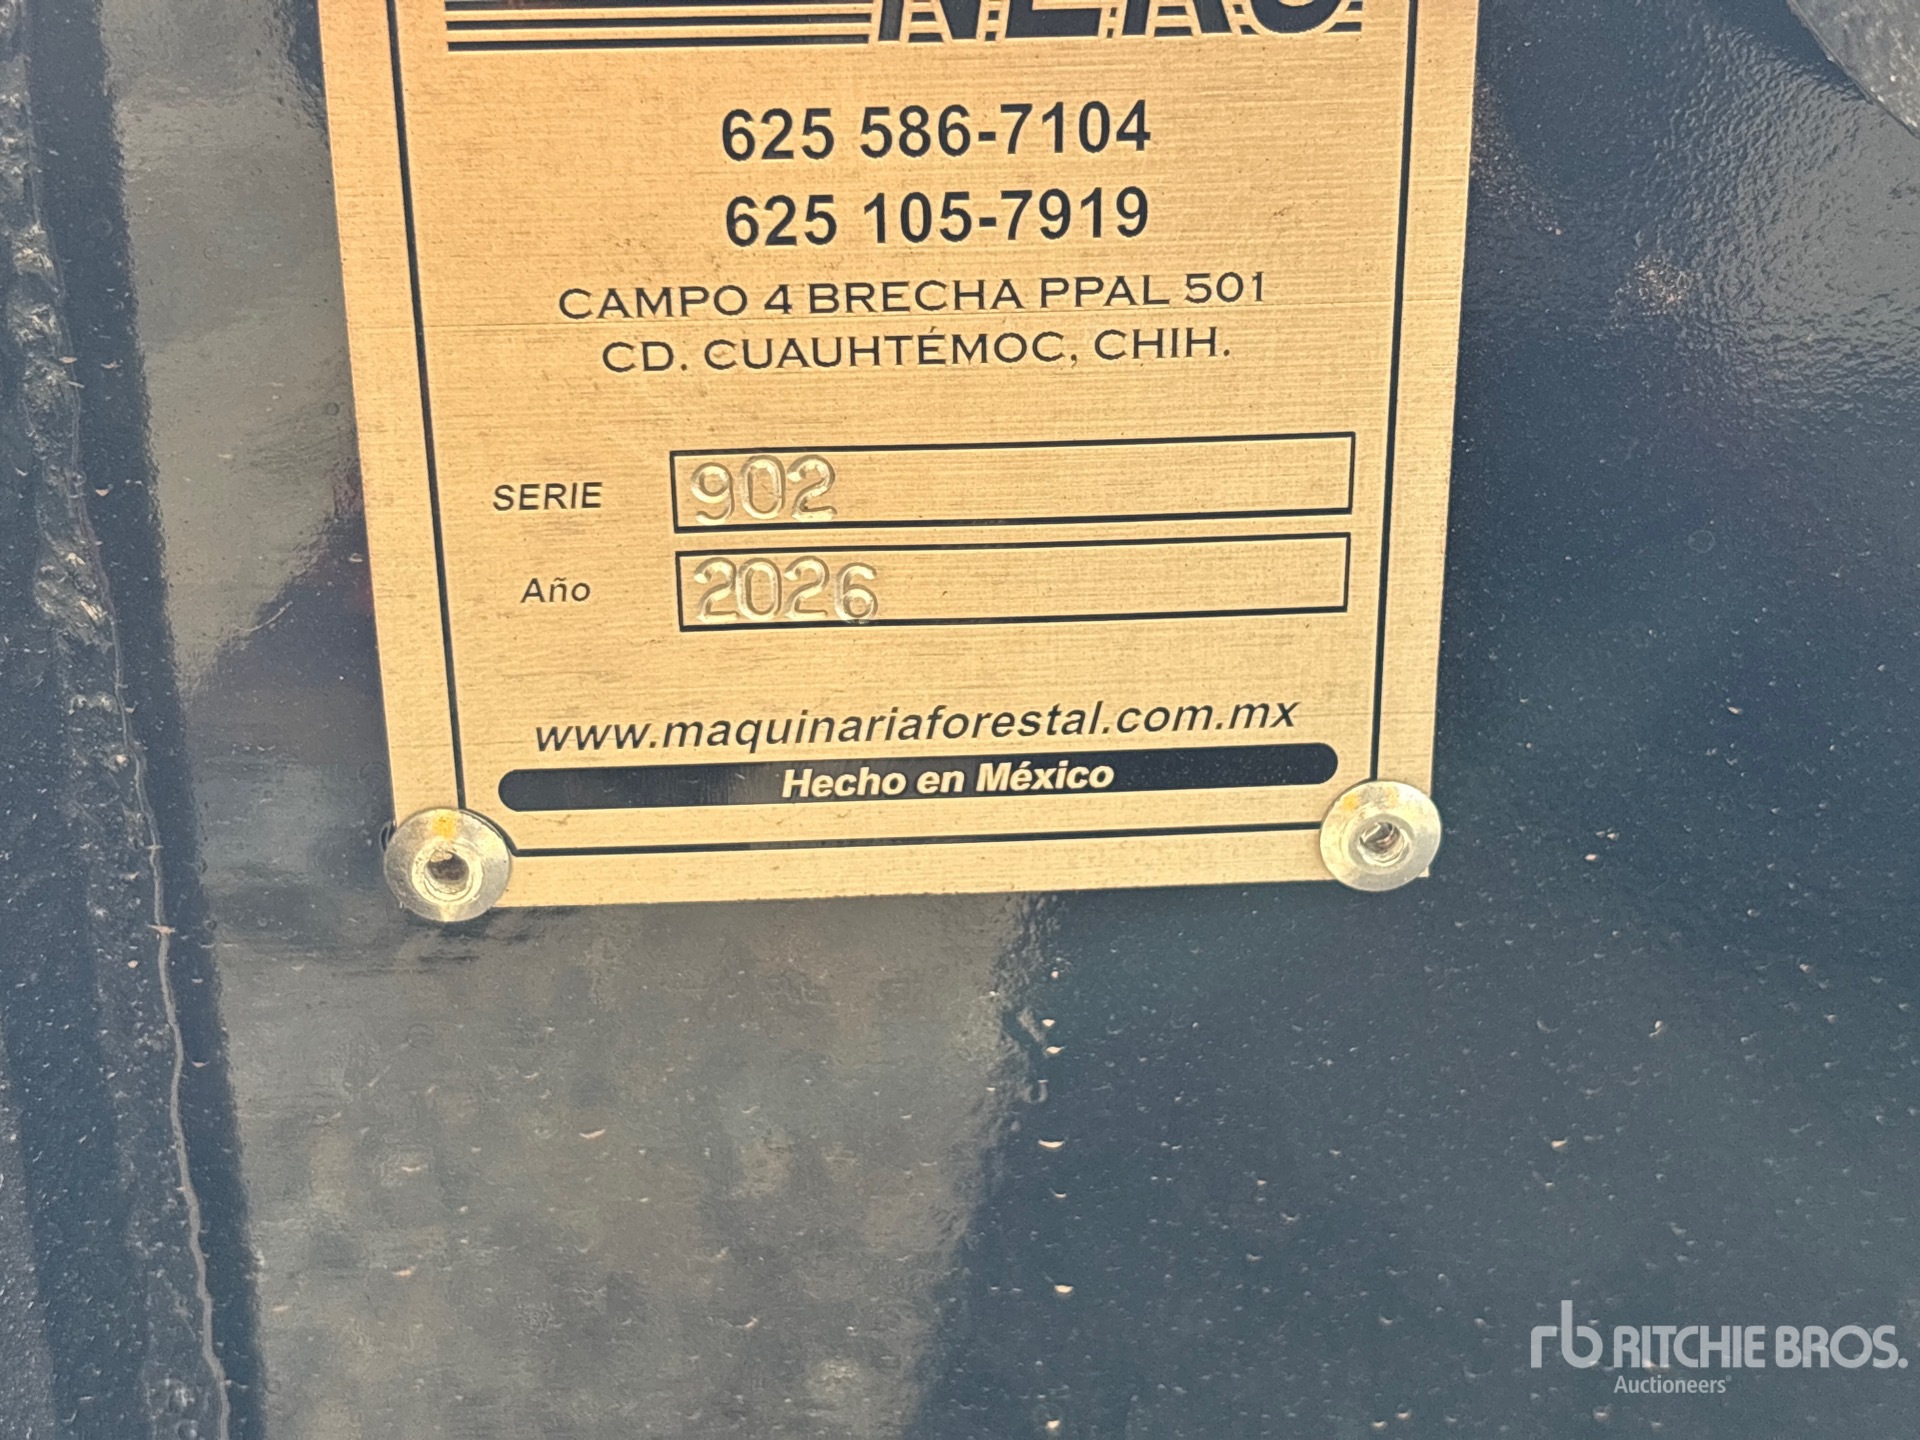 625 586-7104
625 105-7919
CAMPO 4 BRECHA PPAL 501
CD. CUAUHTÉMOC, CHIH.
SERIE 902
Año 2026
www.maquinariaforestal.com.mx
Hecho en México
rb RITCHIE BROS.
Auctioneers